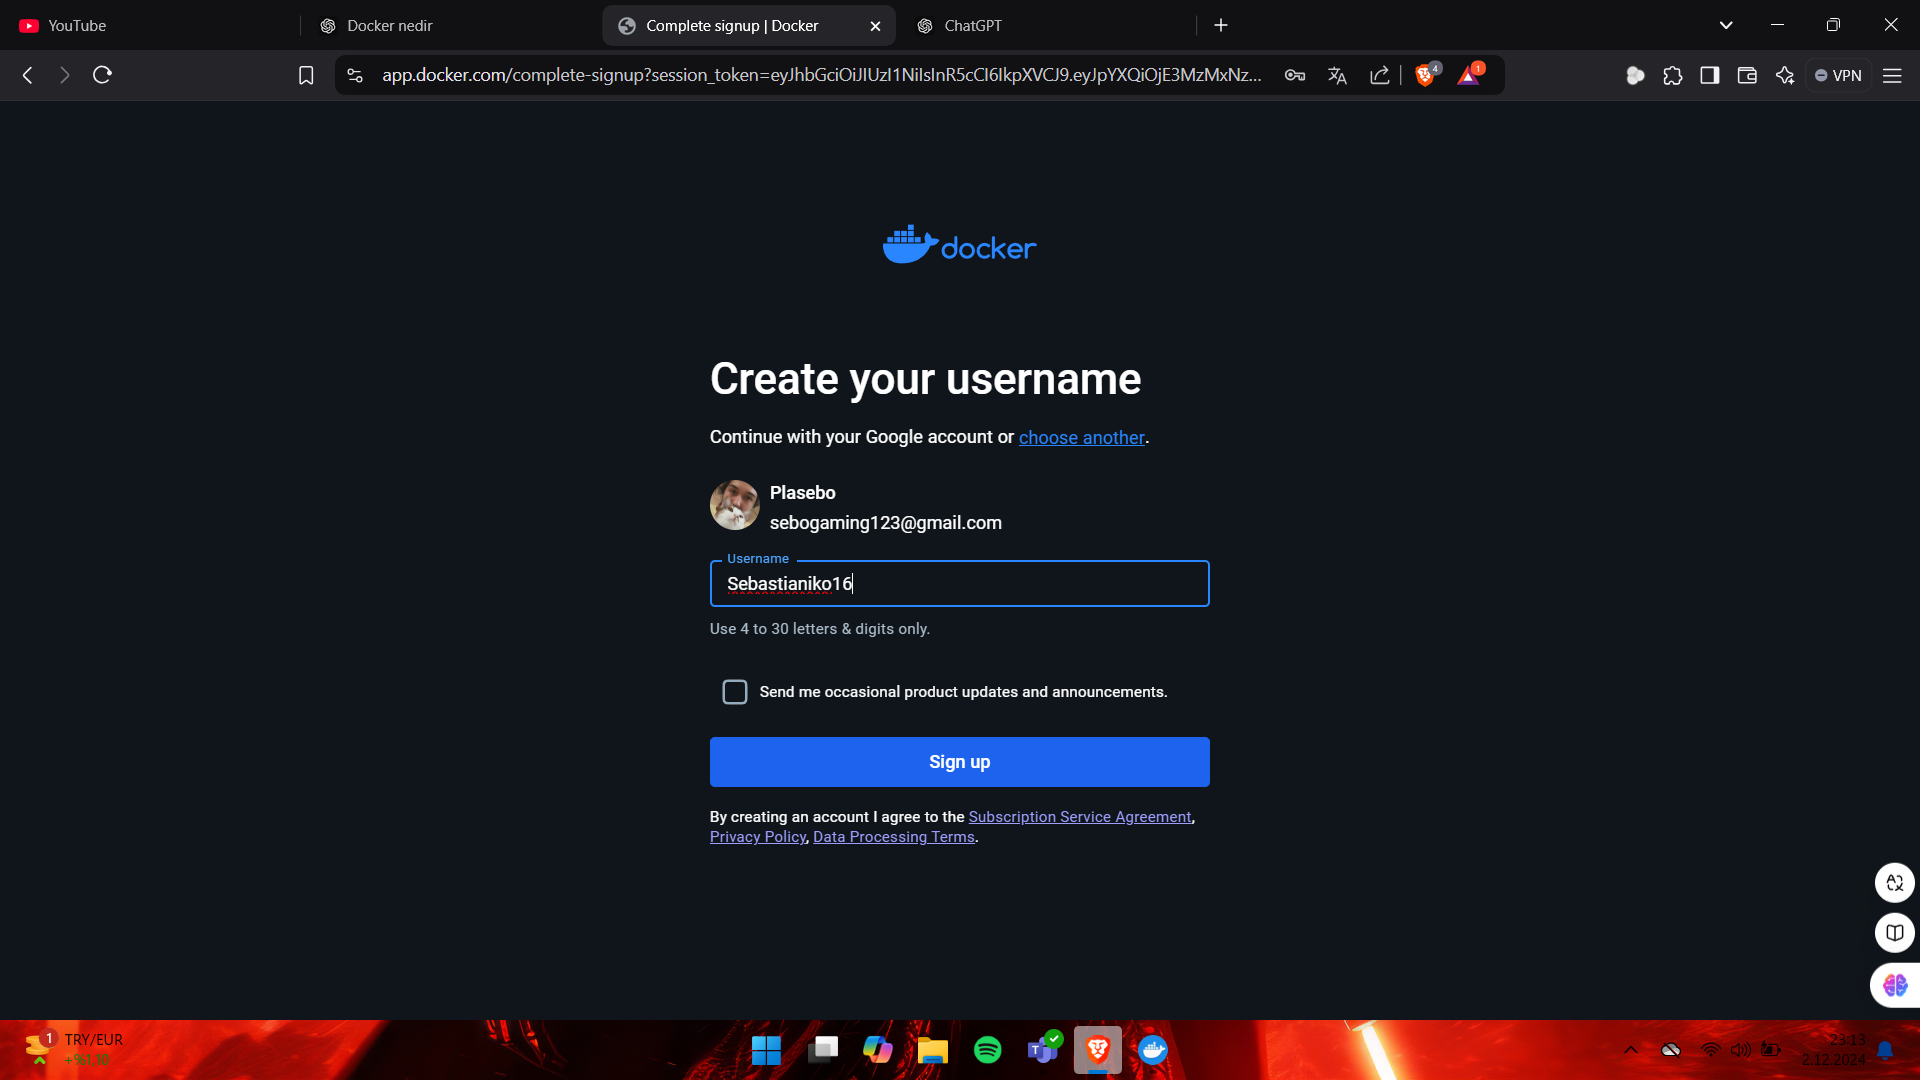 YouTube
Docker nedir
Complete signup | Docker
ChatGPT
app.docker.com/complete-signup?session_token=eyJhbGciOiJIUzI1NiIsInR5cCI6IkpXVCJ9.eyJpYXQiOjE3MzMxNz...
4
1
VPN
docker
Create your username
Continue with your Google account or choose another.
Plasebo
sebogaming123@gmail.com
Username
Sebastianiko16
Use 4 to 30 letters & digits only.
Send me occasional product updates and announcements.
Sign up
By creating an account I agree to the Subscription Service Agreement,
Privacy Policy, Data Processing Terms.
1
TRY/EUR
+%1.10
23:13
2.12.2024